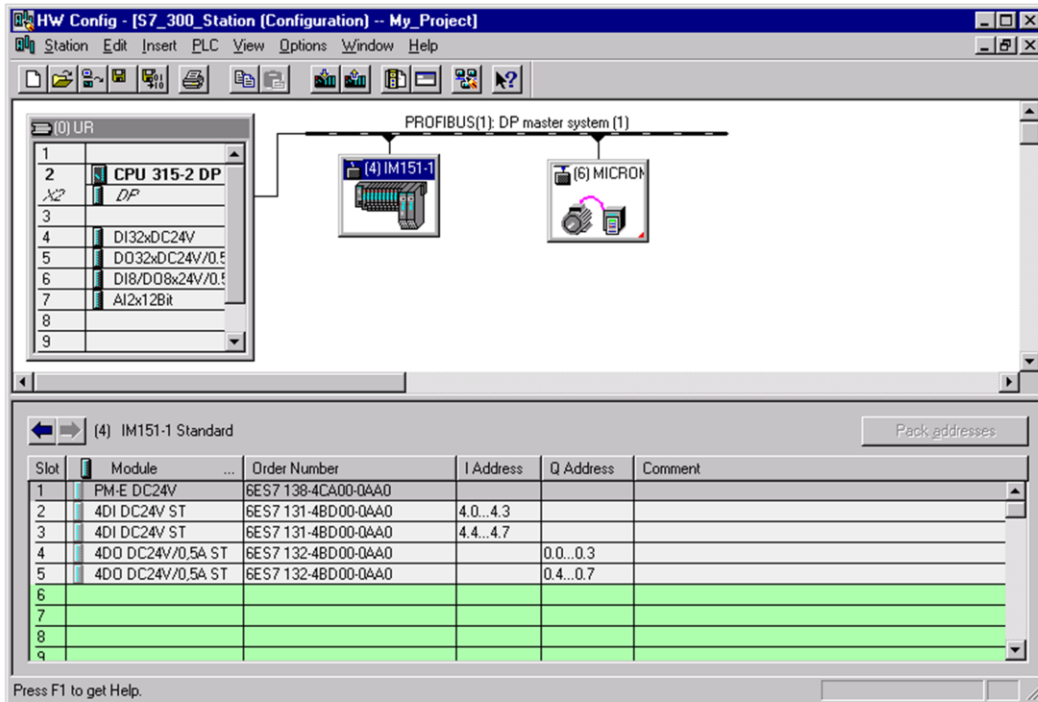 HW Config - [S7_300_Station (Configuration) -- My_Project]
Station Edit Insert PLC View Options Window Help
PROFIBUS(1): DP master system (1)
(0) UR
1
2 CPU 315-2 DP
X2 DP
3
4 DI32xDC24V
5 DO32xDC24V/0.5
6 DI8/DO8x24V/0.5
7 AI2x12Bit
8
9
(4) IM151-1
(6) MICROM
(4) IM151-1 Standard
Pack addresses
Slot Module ... Order Number I Address Q Address Comment
1 PM-E DC24V 6ES7 138-4CA00-0AA0
2 4DI DC24V ST 6ES7 131-4BD00-0AA0 4.0...4.3
3 4DI DC24V ST 6ES7 131-4BD00-0AA0 4.4...4.7
4 4DO DC24V/0,5A ST 6ES7 132-4BD00-0AA0 0.0...0.3
5 4DO DC24V/0,5A ST 6ES7 132-4BD00-0AA0 0.4...0.7
6
7
8
9
Press F1 to get Help.